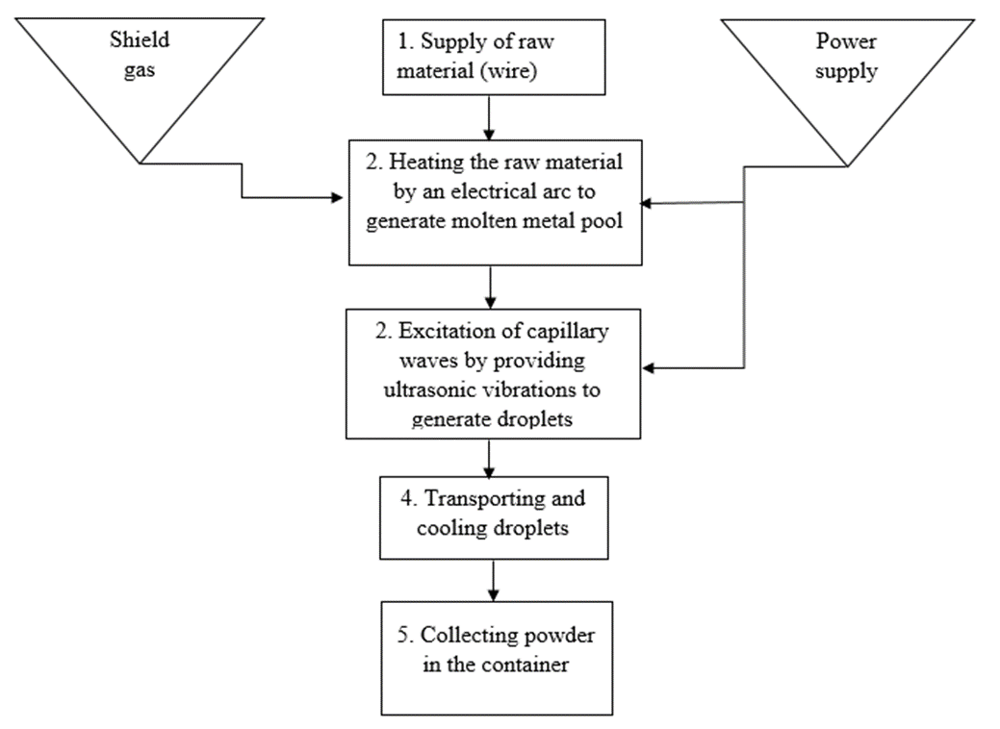 Shield
gas
1. Supply of raw
material (wire)
Power
supply
2. Heating the raw material
by an electrical arc to
generate molten metal pool
2. Excitation of capillary
waves by providing
ultrasonic vibrations to
generate droplets
4. Transporting and
cooling droplets
5. Collecting powder
in the container